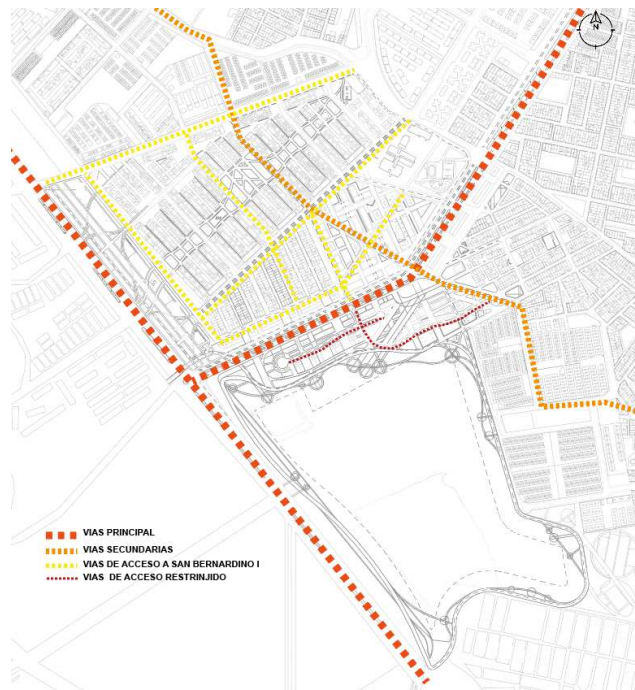 N
VIAS PRINCIPAL
VIAS SECUNDARIAS
VIAS DE ACCESO A SAN BERNARDINO I
VIAS DE ACCESO RESTRINJIDO